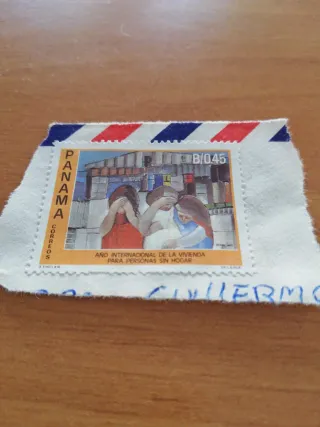 PANAMA
CORREOS
B/0.45
AÑO INTERNACIONAL DE LA VIVIENDA
PARA PERSONAS SIN HOGAR
GUILLERMO